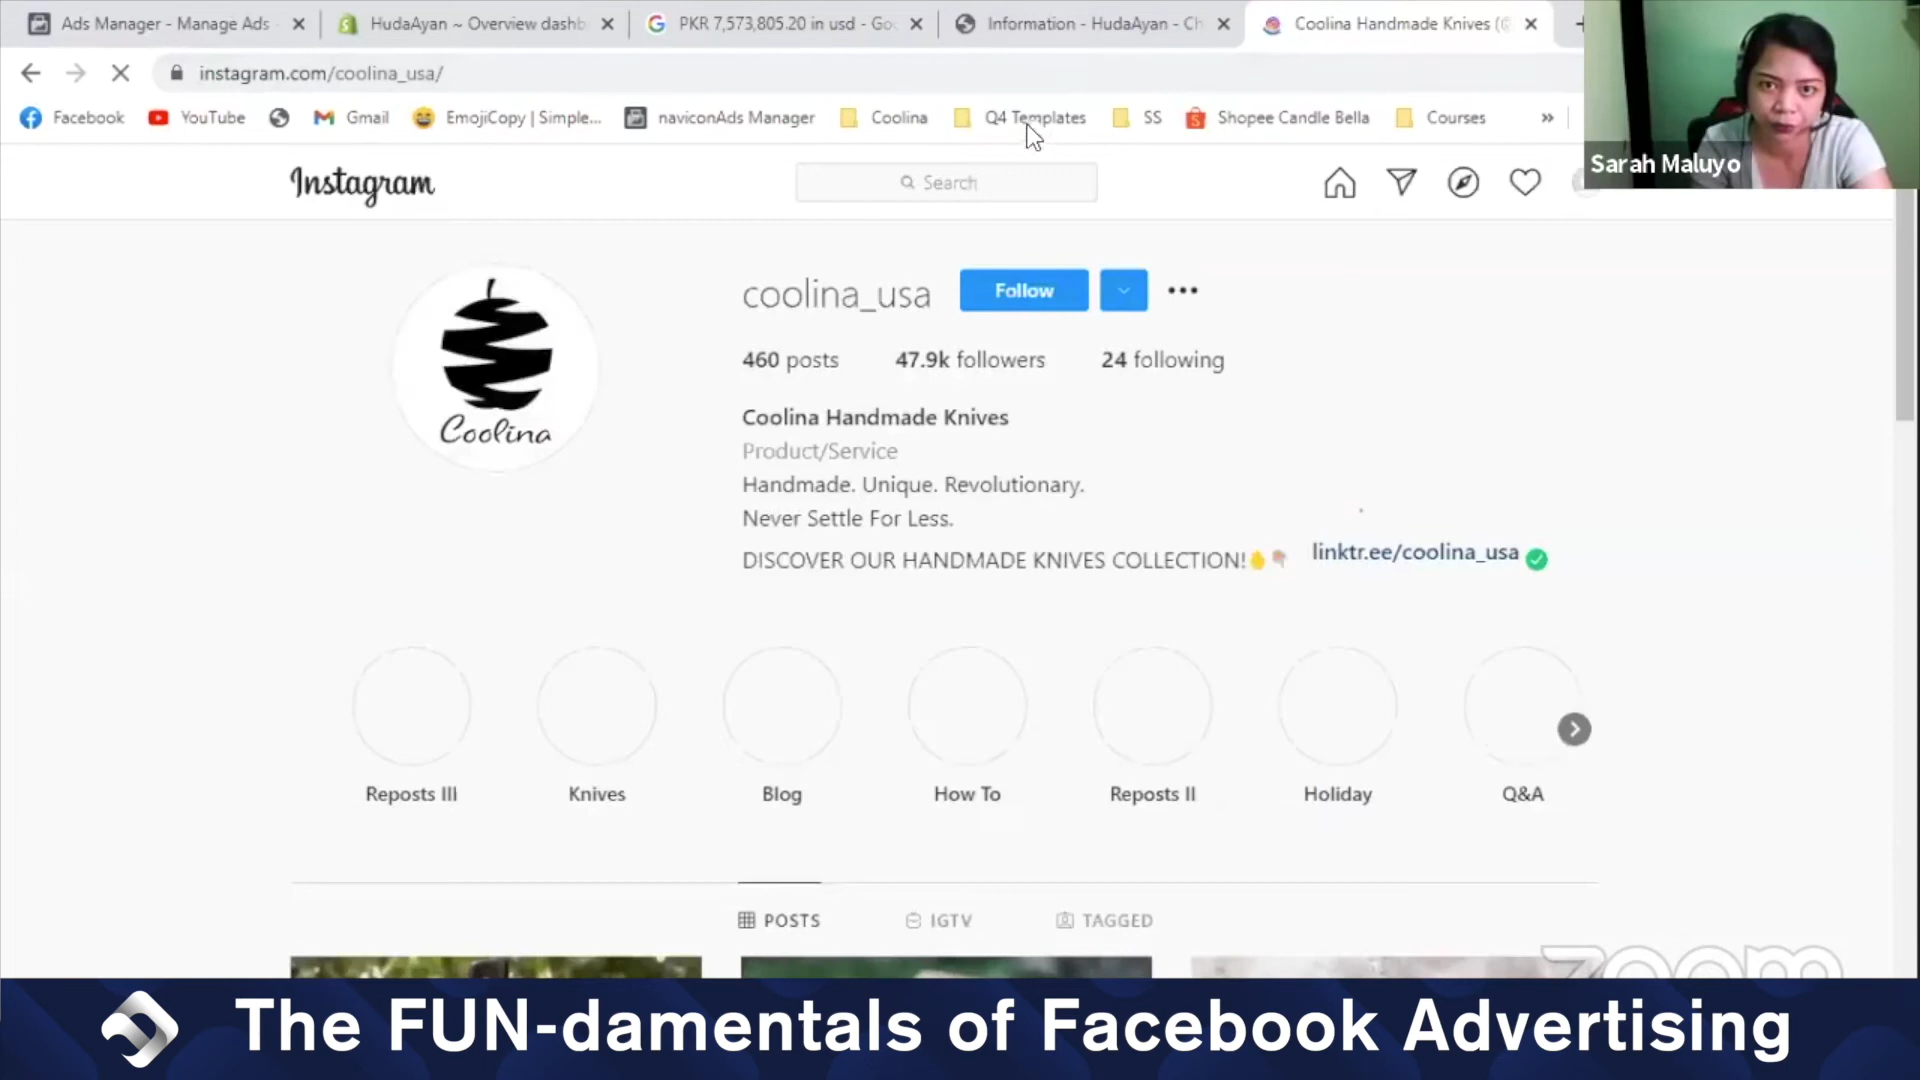 Ads Manager - Manage Ads
HudaAyan ~ Overview dashb
PKR 7,573,805.20 in usd - Go
Information - HudaAyan - Ch
Coolina Handmade Knives (@
instagram.com/coolina_usa/
Facebook
YouTube
Gmail
EmojiCopy | Simple...
naviconAds Manager
Coolina
Q4 Templates
SS
Shopee Candle Bella
Courses
Sarah Maluyo
Instagram
Search
coolina_usa
Follow
460 posts
47.9k followers
24 following
Coolina
Coolina Handmade Knives
Product/Service
Handmade. Unique. Revolutionary.
Never Settle For Less.
DISCOVER OUR HANDMADE KNIVES COLLECTION!
linktr.ee/coolina_usa
Reposts III
Knives
Blog
How To
Reposts II
Holiday
Q&A
POSTS
IGTV
TAGGED
zoom
The FUN-damentals of Facebook Advertising